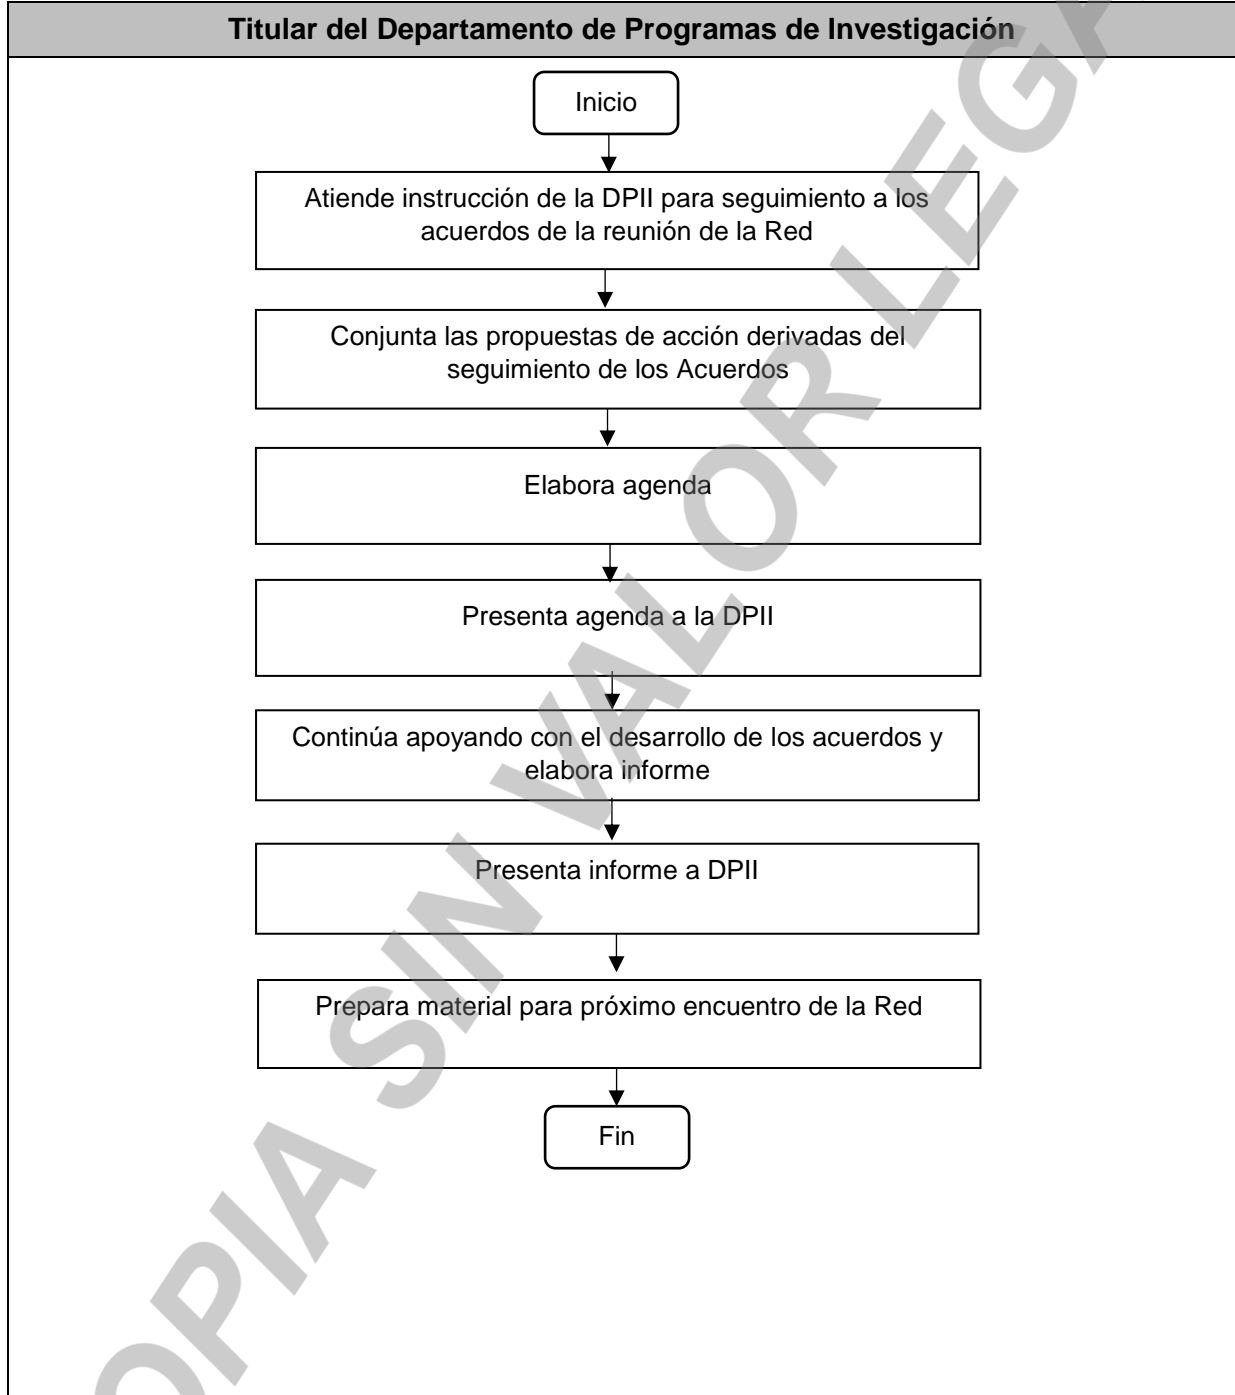 Titular del Departamento de Programas de Investigación
Inicio
Atiende instrucción de la DPII para seguimiento a los
acuerdos de la reunión de la Red
Conjunta las propuestas de acción derivadas del
seguimiento de los Acuerdos
Elabora agenda
Presenta agenda a la DPII
Continúa apoyando con el desarrollo de los acuerdos y
elabora informe
Presenta informe a DPII
Prepara material para próximo encuentro de la Red
Fin
OPIA SIN VALOR LEGA